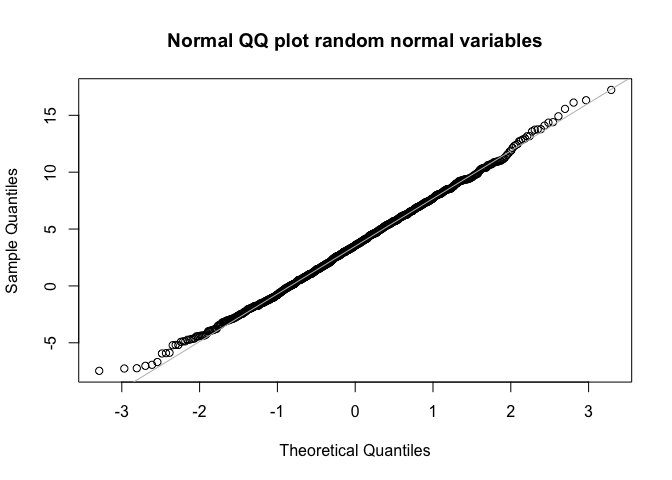 Normal QQ plot random normal variables
15
10
5
0
-5
Sample Quantiles
-3 -2 -1 0 1 2 3
Theoretical Quantiles